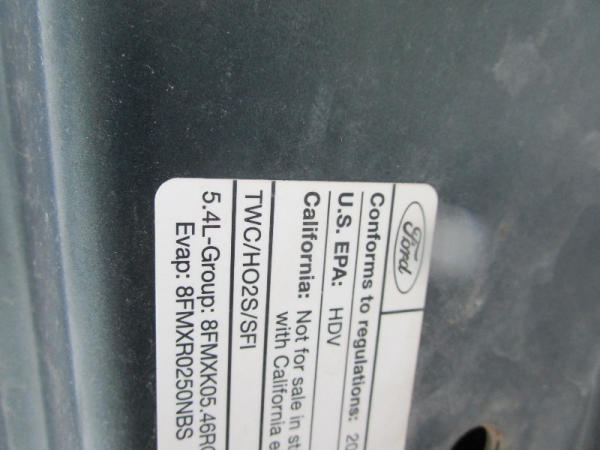 Ford
Conforms to regulations: 20
U.S. EPA: HDV
California: Not for sale in st
with California e
TWC/HO2S/SFI
5.4L-Group: 8FMXK05.46R
Evap: 8FMXR0250NBS